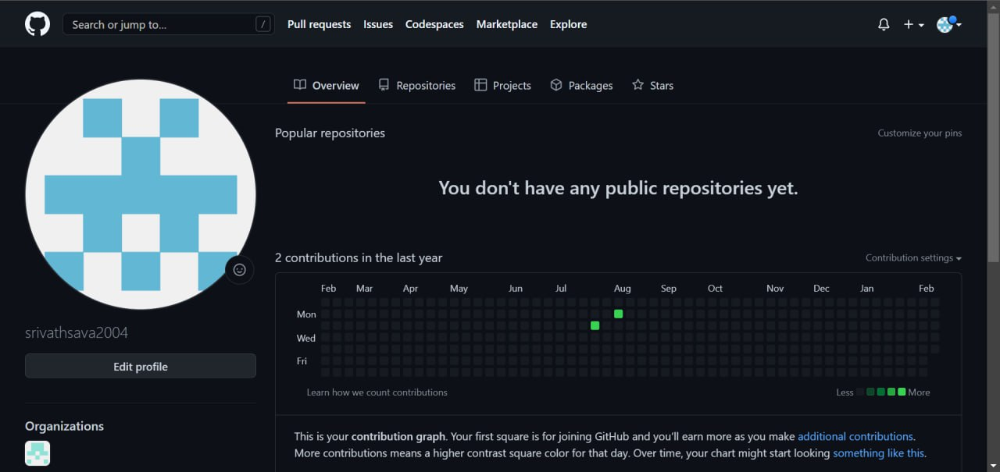 Search or jump to... / Pull requests Issues Codespaces Marketplace Explore
Overview Repositories Projects Packages Stars
Popular repositories Customize your pins
You don't have any public repositories yet.
2 contributions in the last year Contribution settings
Feb Mar Apr May Jun Jul Aug Sep Oct Nov Dec Jan Feb
Mon
Wed
Fri
Learn how we count contributions Less More
This is your contribution graph. Your first square is for joining GitHub and you'll earn more as you make additional contributions.
More contributions means a higher contrast square color for that day. Over time, your chart might start looking something like this.
srivathsava2004
Edit profile
Organizations